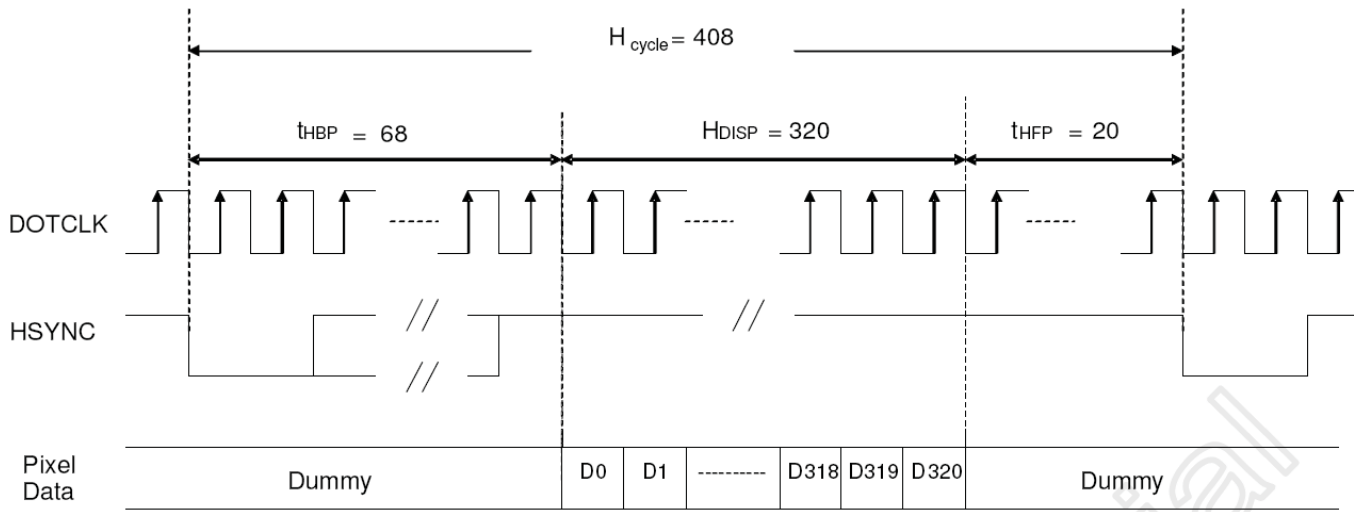 H cycle = 408
tHBP = 68
HDISP = 320
tHFP = 20
DOTCLK
HSYNC
Pixel
Data
Dummy
D0
D1
D318
D319
D320
Dummy